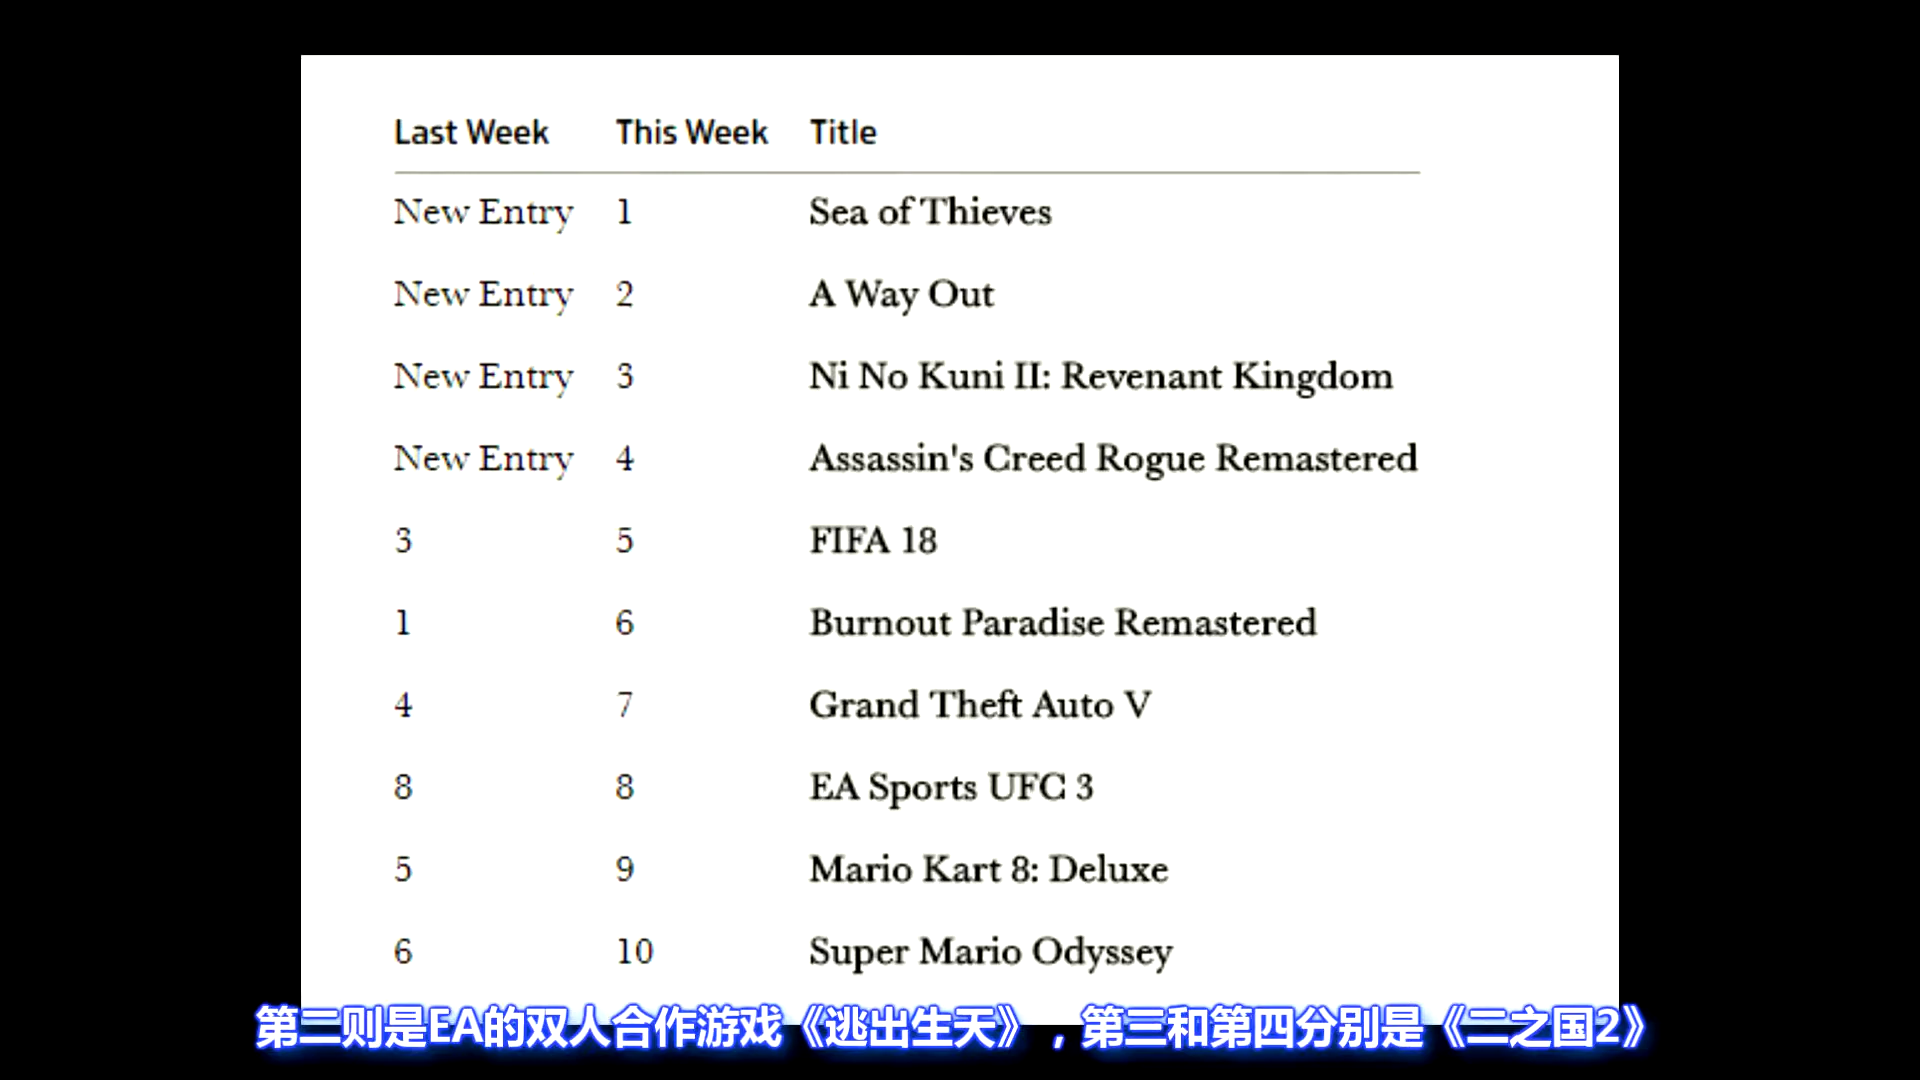 Last Week This Week Title
New Entry 1 Sea of Thieves
New Entry 2 A Way Out
New Entry 3 Ni No Kuni II: Revenant Kingdom
New Entry 4 Assassin's Creed Rogue Remastered
3 5 FIFA 18
1 6 Burnout Paradise Remastered
4 7 Grand Theft Auto V
8 8 EA Sports UFC 3
5 9 Mario Kart 8: Deluxe
6 10 Super Mario Odyssey
第二则是EA的双人合作游戏《逃出生天》，第三和第四分别是《二之国2》